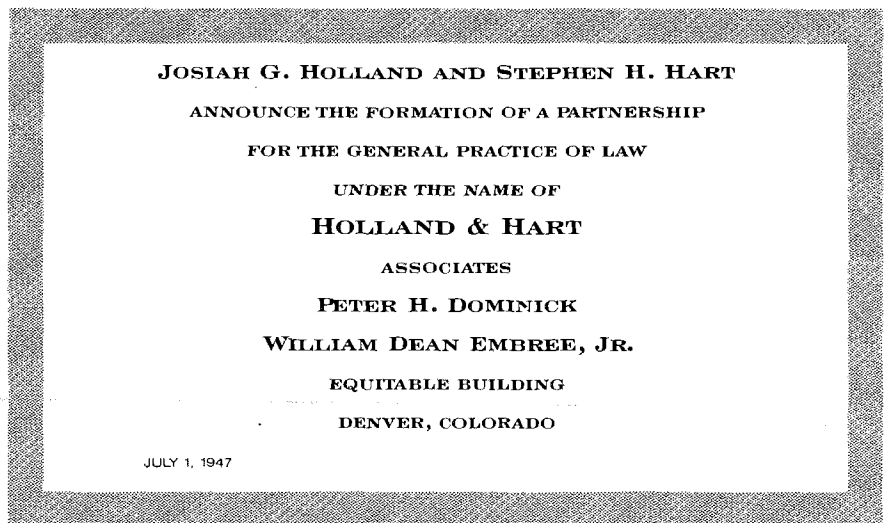 JOSIAH G. HOLLAND AND STEPHEN H. HART
ANNOUNCE THE FORMATION OF A PARTNERSHIP
FOR THE GENERAL PRACTICE OF LAW
UNDER THE NAME OF
HOLLAND & HART
ASSOCIATES
PETER H. DOMINICK
WILLIAM DEAN EMBREE, JR.
EQUITABLE BUILDING
DENVER, COLORADO
JULY 1, 1947